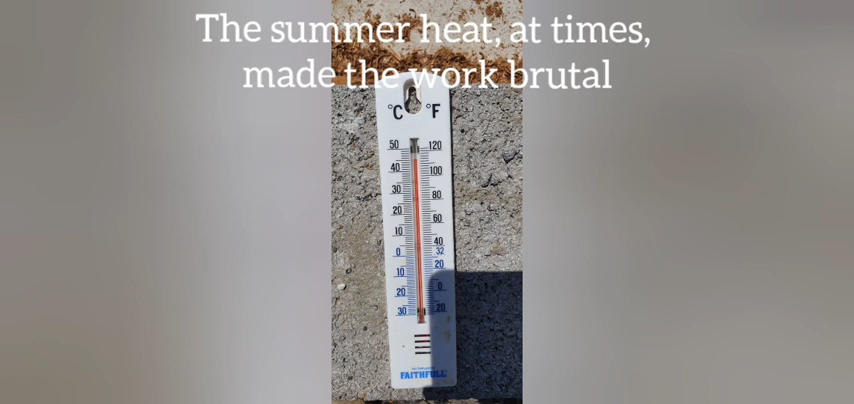 The summer heat, at times,
made the work brutal
°C °F
50 120
40 100
30 80
20 60
10 40
0 32
10 20
20 0
30 20
FAITHFULL